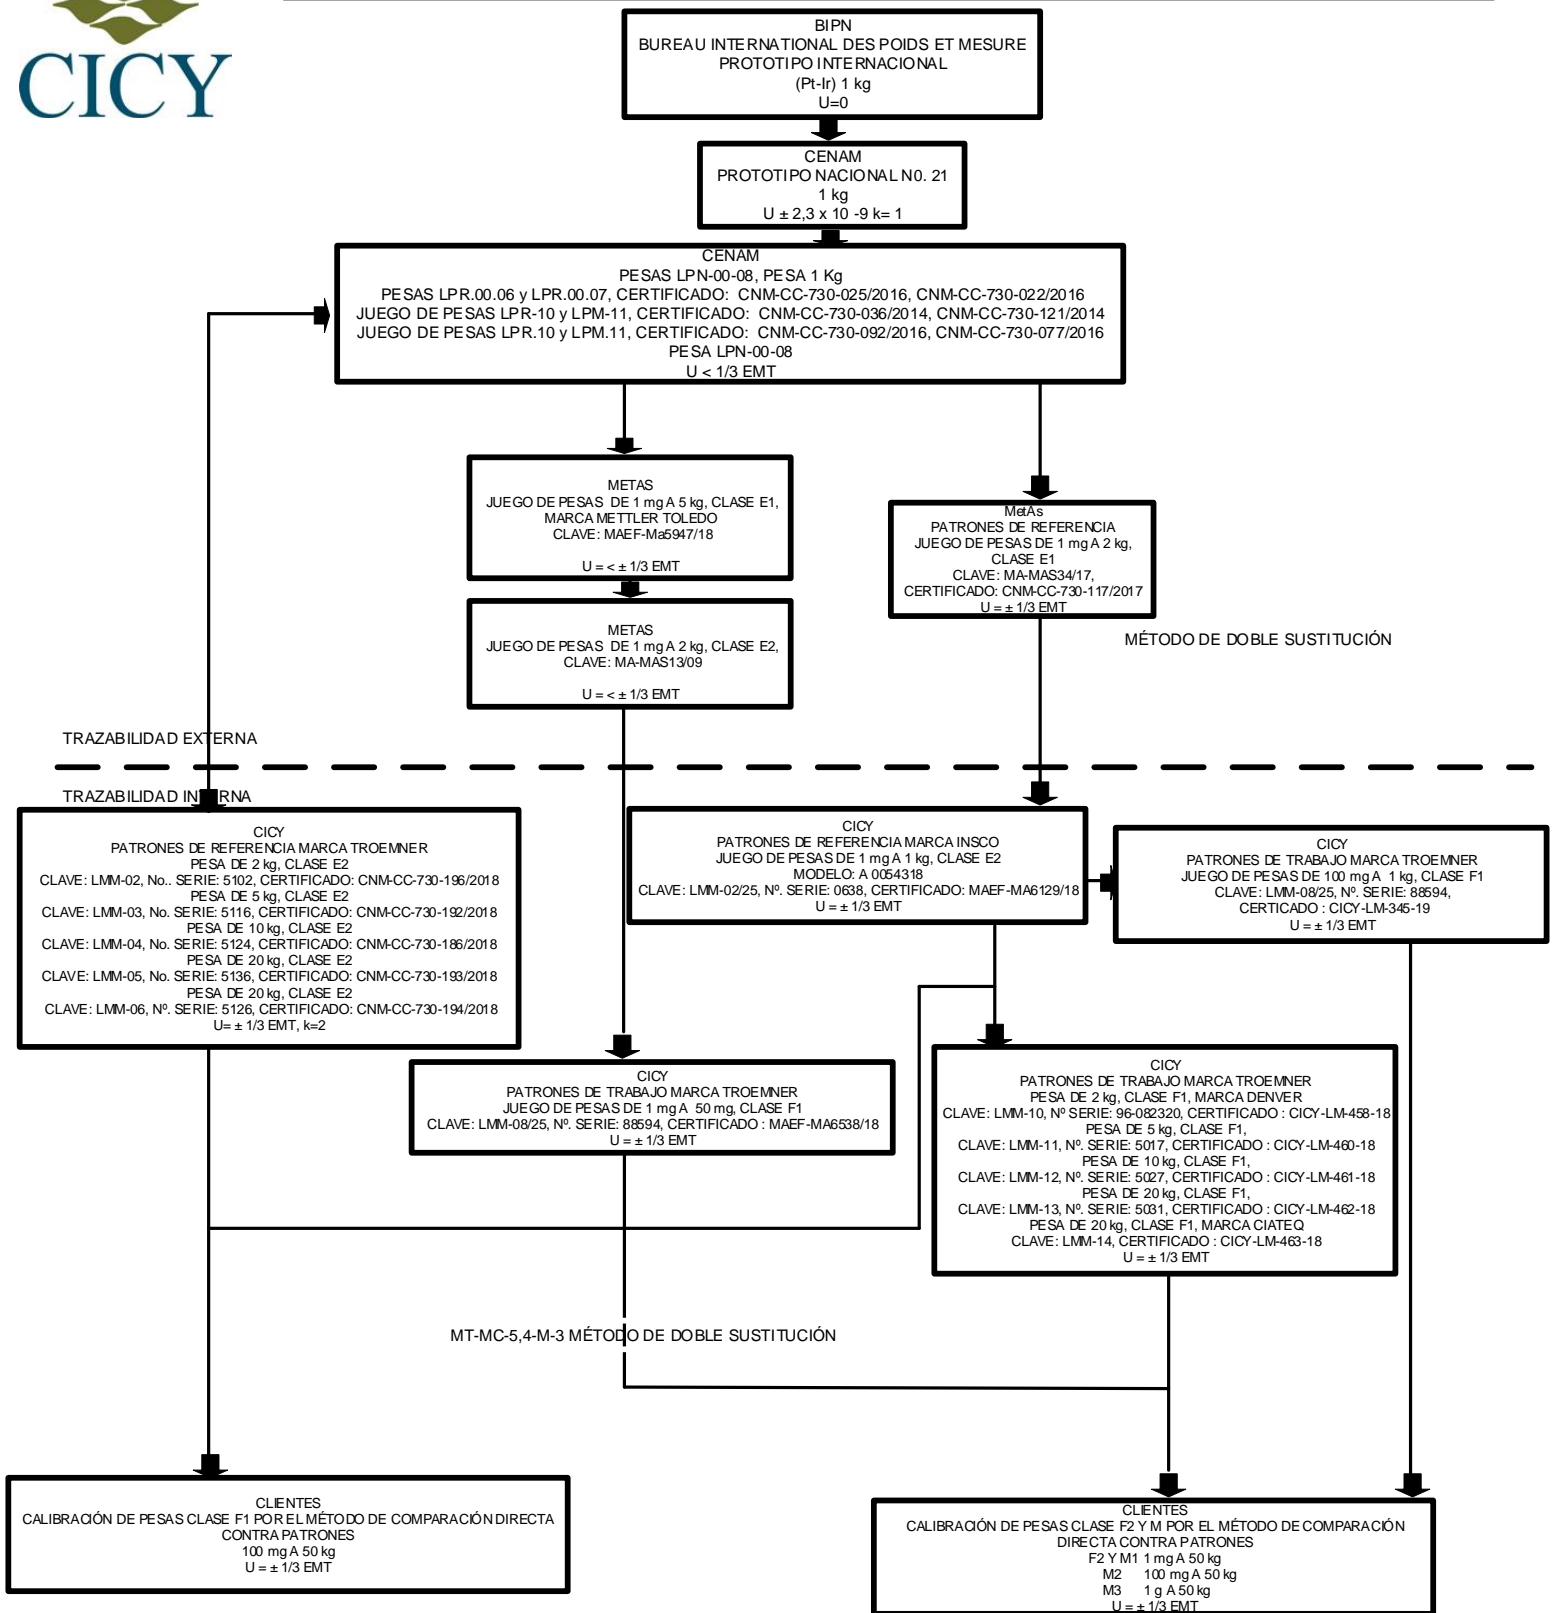 CICY
BIPN
BUREAU INTERNATIONAL DES POIDS ET MESURE
PROTOTIPO INTERNACIONAL
(Pt-Ir) 1 kg
U=0
CENAM
PROTOTIPO NACIONAL N0. 21
1 kg
U ± 2,3 x 10 -9 k= 1
CENAM
PESAS LPN-00-08, PESA 1 Kg
PESAS LPR.00.06 y LPR.00.07, CERTIFICADO: CNM-CC-730-025/2016, CNM-CC-730-022/2016
JUEGO DE PESAS LPR-10 y LPM-11, CERTIFICADO: CNM-CC-730-036/2014, CNM-CC-730-121/2014
JUEGO DE PESAS LPR.10 y LPM.11, CERTIFICADO: CNM-CC-730-092/2016, CNM-CC-730-077/2016
PESA LPN-00-08
U < 1/3 EMT
METAS
JUEGO DE PESAS DE 1 mg A 5 kg, CLASE E1,
MARCA METTLER TOLEDO
CLAVE: MAEF-Ma5947/18
U = < ± 1/3 EMT
MetAs
PATRONES DE REFERENCIA
JUEGO DE PESAS DE 1 mg A 2 kg,
CLASE E1
CLAVE: MA-MAS34/17,
CERTIFICADO: CNM-CC-730-117/2017
U = ± 1/3 EMT
METAS
JUEGO DE PESAS DE 1 mg A 2 kg, CLASE E2,
CLAVE: MA-MAS13/09
U = < ± 1/3 EMT
MÉTODO DE DOBLE SUSTITUCIÓN
TRAZABILIDAD EXTERNA
TRAZABILIDAD INTERNA
CICY
PATRONES DE REFERENCIA MARCA TROEMNER
PESA DE 2 kg, CLASE E2
CLAVE: LMM-02, No.. SERIE: 5102, CERTIFICADO: CNM-CC-730-196/2018
PESA DE 5 kg, CLASE E2
CLAVE: LMM-03, No. SERIE: 5116, CERTIFICADO: CNM-CC-730-192/2018
PESA DE 10 kg, CLASE E2
CLAVE: LMM-04, No. SERIE: 5124, CERTIFICADO: CNM-CC-730-186/2018
PESA DE 20 kg, CLASE E2
CLAVE: LMM-05, No. SERIE: 5136, CERTIFICADO: CNM-CC-730-193/2018
PESA DE 20 kg, CLASE E2
CLAVE: LMM-06, Nº. SERIE: 5126, CERTIFICADO: CNM-CC-730-194/2018
U= ± 1/3 EMT, k=2
CICY
PATRONES DE REFERENCIA MARCA INSCO
JUEGO DE PESAS DE 1 mg A 1 kg, CLASE E2
MODELO: A 0054318
CLAVE: LMM-02/25, Nº. SERIE: 0638, CERTIFICADO: MAEF-MA6129/18
U = ± 1/3 EMT
CICY
PATRONES DE TRABAJO MARCA TROEMNER
JUEGO DE PESAS DE 100 mg A 1 kg, CLASE F1
CLAVE: LMM-08/25, Nº. SERIE: 88594,
CERTICADO : CICY-LM-345-19
U = ± 1/3 EMT
CICY
PATRONES DE TRABAJO MARCA TROEMNER
JUEGO DE PESAS DE 1 mg A 50 mg, CLASE F1
CLAVE: LMM-08/25, Nº. SERIE: 88594, CERTIFICADO : MAEF-MA6538/18
U = ± 1/3 EMT
CICY
PATRONES DE TRABAJO MARCA TROEMNER
PESA DE 2 kg, CLASE F1, MARCA DENVER
CLAVE: LMM-10, Nº SERIE: 96-082320, CERTIFICADO : CICY-LM-458-18
PESA DE 5 kg, CLASE F1,
CLAVE: LMM-11, Nº. SERIE: 5017, CERTIFICADO : CICY-LM-460-18
PESA DE 10 kg, CLASE F1,
CLAVE: LMM-12, Nº. SERIE: 5027, CERTIFICADO : CICY-LM-461-18
PESA DE 20 kg, CLASE F1,
CLAVE: LMM-13, Nº. SERIE: 5031, CERTIFICADO : CICY-LM-462-18
PESA DE 20 kg, CLASE F1, MARCA CIATEQ
CLAVE: LMM-14, CERTIFICADO : CICY-LM-463-18
U = ± 1/3 EMT
MT-MC-5,4-M-3 MÉTODO DE DOBLE SUSTITUCIÓN
CLIENTES
CALIBRACIÓN DE PESAS CLASE F1 POR EL MÉTODO DE COMPARACIÓN DIRECTA
CONTRA PATRONES
100 mg A 50 kg
U = ± 1/3 EMT
CLIENTES
CALIBRACIÓN DE PESAS CLASE F2 Y M POR EL MÉTODO DE COMPARACIÓN
DIRECTA CONTRA PATRONES
F2 Y M1 1 mg A 50 kg
M2 100 mg A 50 kg
M3 1 g A 50 kg
U = ± 1/3 EMT